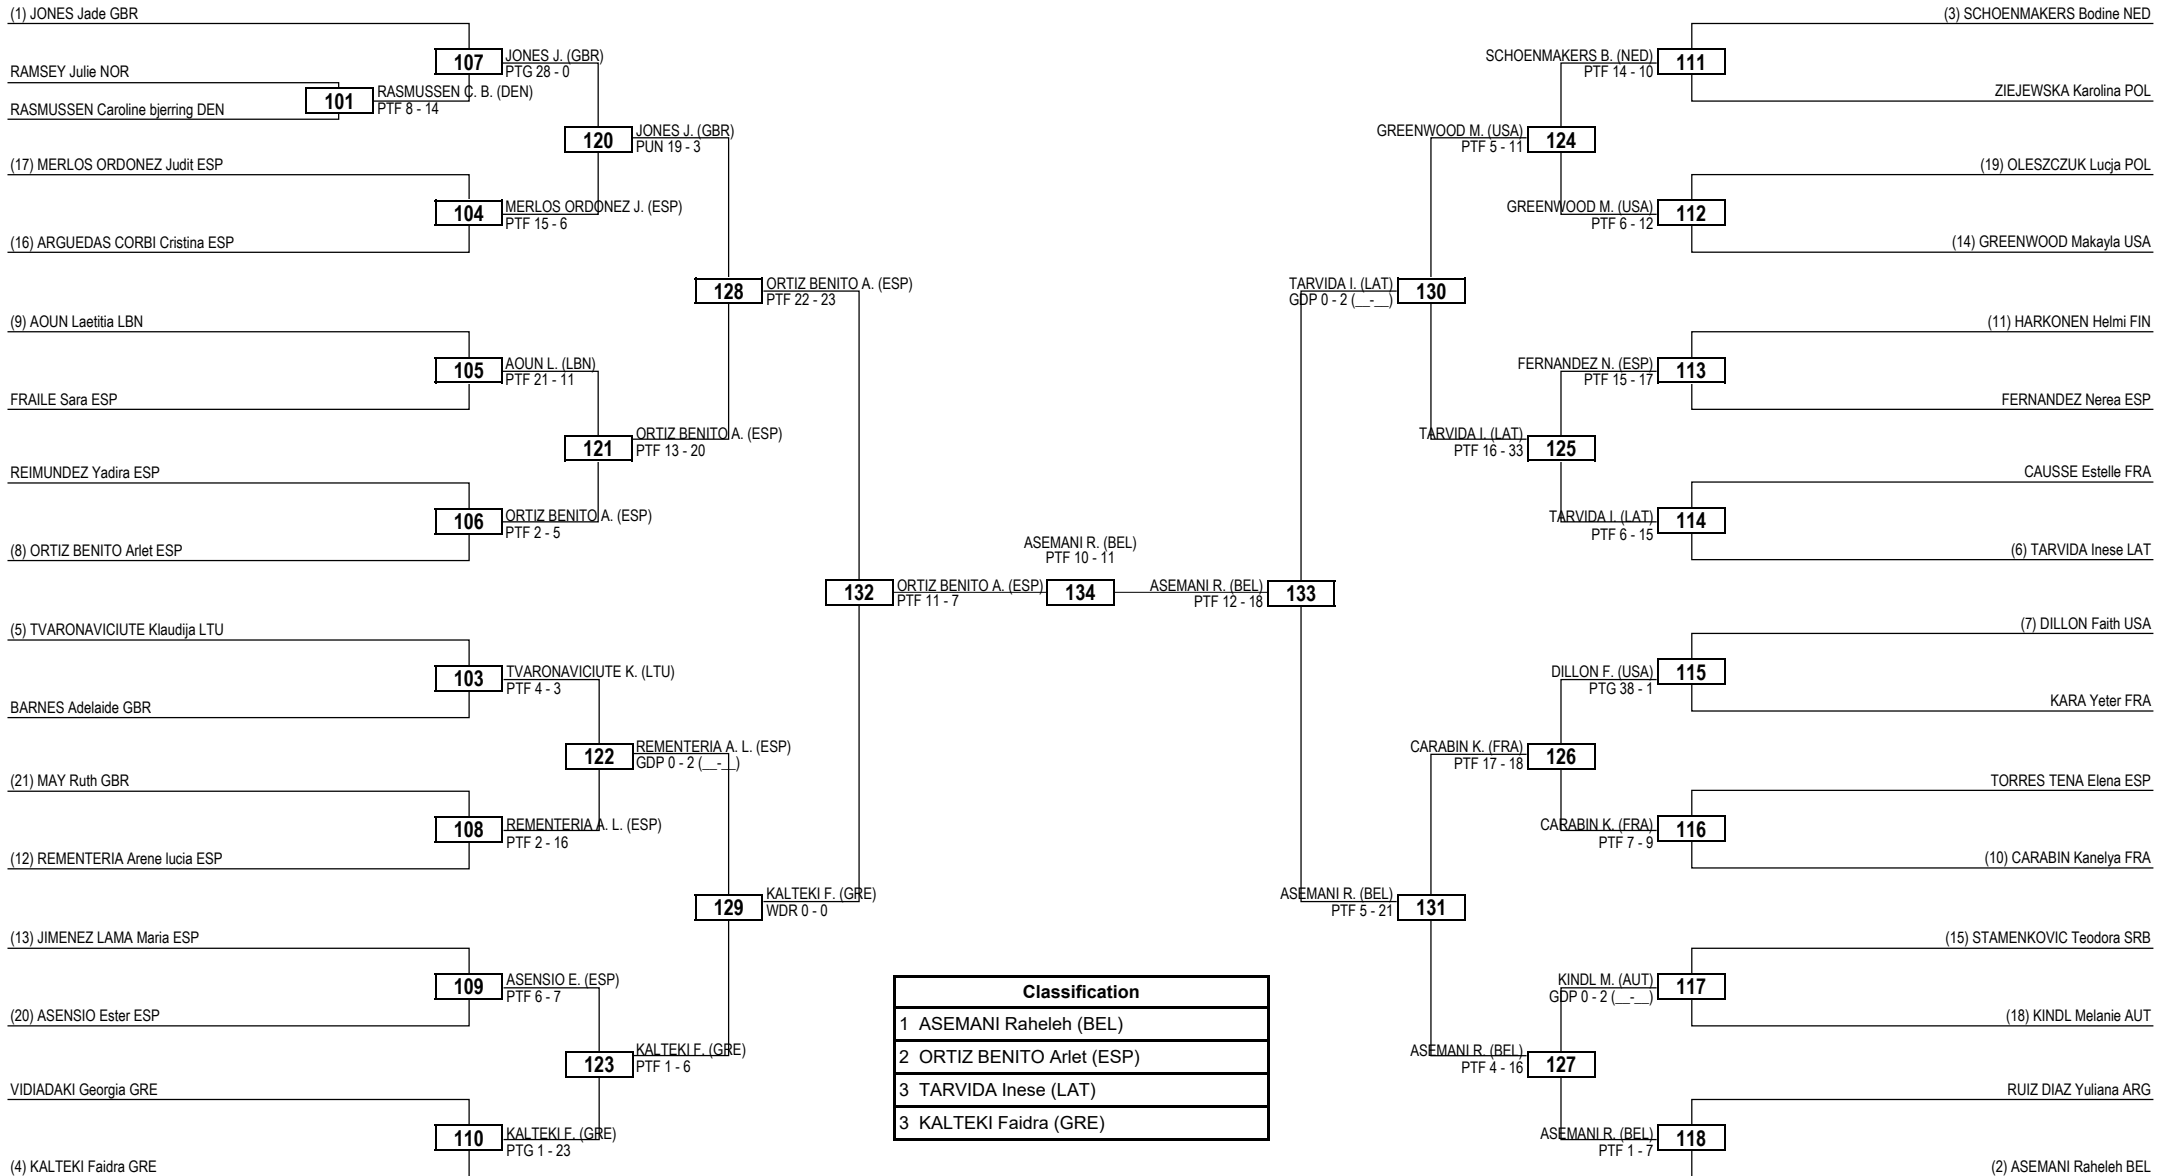 (1) JONES Jade GBR
RAMSEY Julie NOR
RASMUSSEN Caroline bjerring DEN
(17) MERLOS ORDONEZ Judit ESP
(16) ARGUEDAS CORBI Cristina ESP
(9) AOUN Laetitia LBN
FRAILE Sara ESP
REIMUNDEZ Yadira ESP
(8) ORTIZ BENITO Arlet ESP
(5) TVARONAVICIUTE Klaudija LTU
BARNES Adelaide GBR
(21) MAY Ruth GBR
(12) REMENTERIA Arene lucia ESP
(13) JIMENEZ LAMA Maria ESP
(20) ASENSIO Ester ESP
VIDIADAKI Georgia GRE
(4) KALTEKI Faidra GRE
101
RASMUSSEN C. B. (DEN)
PTF 8 - 14
107
JONES J. (GBR)
PTG 28 - 0
104
MERLOS ORDONEZ J. (ESP)
PTF 15 - 6
105
AOUN L. (LBN)
PTF 21 - 11
106
ORTIZ BENITO A. (ESP)
PTF 2 - 5
103
TVARONAVICIUTE K. (LTU)
PTF 4 - 3
108
REMENTERIA A. L. (ESP)
PTF 2 - 16
109
ASENSIO E. (ESP)
PTF 6 - 7
110
KALTEKI F. (GRE)
PTG 1 - 23
120
JONES J. (GBR)
PUN 19 - 3
121
ORTIZ BENITO A. (ESP)
PTF 13 - 20
122
REMENTERIA A. L. (ESP)
GDP 0 - 2 (__-__)
123
KALTEKI F. (GRE)
PTF 1 - 6
128
ORTIZ BENITO A. (ESP)
PTF 22 - 23
129
KALTEKI F. (GRE)
WDR 0 - 0
132
ORTIZ BENITO A. (ESP)
PTF 11 - 7
ASEMANI R. (BEL)
PTF 10 - 11
134
ASEMANI R. (BEL)
PTF 12 - 18
133
TARVIDA I. (LAT)
GDP 0 - 2 (__-__)
130
ASEMANI R. (BEL)
PTF 5 - 21
131
GREENWOOD M. (USA)
PTF 5 - 11
124
TARVIDA I. (LAT)
PTF 16 - 33
125
CARABIN K. (FRA)
PTF 17 - 18
126
ASEMANI R. (BEL)
PTF 4 - 16
127
SCHOENMAKERS B. (NED)
PTF 14 - 10
111
GREENWOOD M. (USA)
PTF 6 - 12
112
FERNANDEZ N. (ESP)
PTF 15 - 17
113
TARVIDA I. (LAT)
PTF 6 - 15
114
DILLON F. (USA)
PTG 38 - 1
115
CARABIN K. (FRA)
PTF 7 - 9
116
KINDL M. (AUT)
GDP 0 - 2 (__-__)
117
ASEMANI R. (BEL)
PTF 1 - 7
118
(3) SCHOENMAKERS Bodine NED
ZIEJEWSKA Karolina POL
(19) OLESZCZUK Lucja POL
(14) GREENWOOD Makayla USA
(11) HARKONEN Helmi FIN
FERNANDEZ Nerea ESP
CAUSSE Estelle FRA
(6) TARVIDA Inese LAT
(7) DILLON Faith USA
KARA Yeter FRA
TORRES TENA Elena ESP
(10) CARABIN Kanelya FRA
(15) STAMENKOVIC Teodora SRB
(18) KINDL Melanie AUT
RUIZ DIAZ Yuliana ARG
(2) ASEMANI Raheleh BEL
Classification
1 ASEMANI Raheleh (BEL)
2 ORTIZ BENITO Arlet (ESP)
3 TARVIDA Inese (LAT)
3 KALTEKI Faidra (GRE)